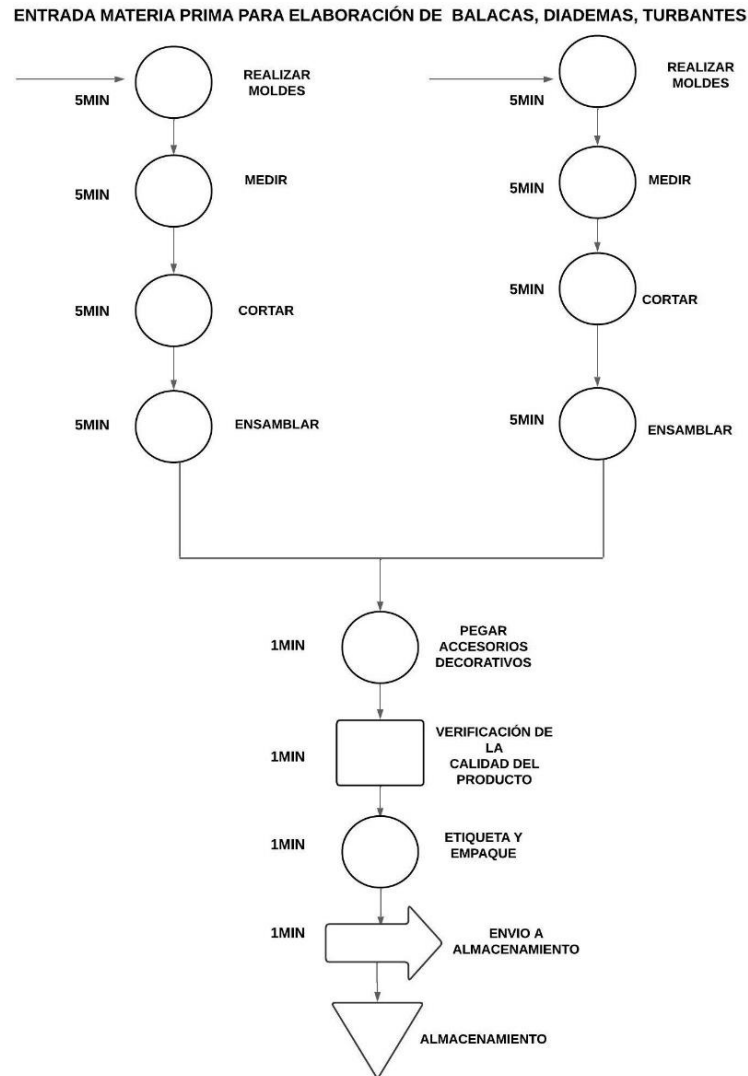 ENTRADA MATERIA PRIMA PARA ELABORACIÓN DE BALACAS, DIADEMAS, TURBANTES
REALIZAR
MOLDES
5MIN
MEDIR
5MIN
CORTAR
5MIN
ENSAMBLAR
5MIN
REALIZAR
MOLDES
5MIN
MEDIR
5MIN
CORTAR
5MIN
ENSAMBLAR
5MIN
PEGAR
ACCESORIOS
DECORATIVOS
1MIN
VERIFICACIÓN DE
LA
CALIDAD DEL
PRODUCTO
1MIN
ETIQUETA Y
EMPAQUE
1MIN
ENVIO A
ALMACENAMIENTO
1MIN
ALMACENAMIENTO